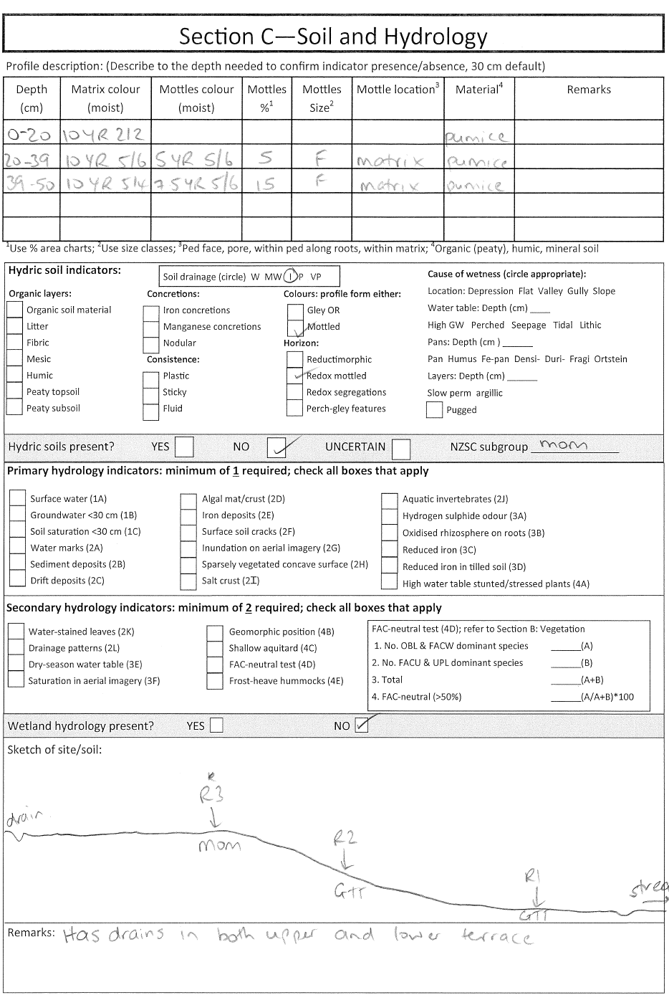 Section C—Soil and Hydrology
Profile description: (Describe to the depth needed to confirm indicator presence/absence, 30 cm default)
Depth (cm) Matrix colour (moist) Mottles colour (moist) Mottles %1 Mottles Size2 Mottle location3 Material4 Remarks
0-20 10YR 2/2 pumice
20-39 10YR 5/6 5YR 5/6 5 F matrix pumice
39-50 10YR 5/4 7 5YR 5/6 15 F matrix pumice
1Use % area charts; 2Use size classes; 3Ped face, pore, within ped along roots, within matrix; 4Organic (peaty), humic, mineral soil
Hydric soil indicators:
Soil drainage (circle) W MW I P VP
Organic layers:
Organic soil material
Litter
Fibric
Mesic
Humic
Peaty topsoil
Peaty subsoil
Concretions:
Iron concretions
Manganese concretions
Nodular
Consistence:
Plastic
Sticky
Fluid
Colours: profile form either:
Gley OR
Mottled
Horizon:
Reductimorphic
Redox mottled
Redox segregations
Perch-gley features
Cause of wetness (circle appropriate):
Location: Depression Flat Valley Gully Slope
Water table: Depth (cm) ____
High GW Perched Seepage Tidal Lithic
Pans: Depth (cm ) ______
Pan Humus Fe-pan Densi- Duri- Fragi Ortstein
Layers: Depth (cm) ______
Slow perm argillic
Pugged
Hydric soils present? YES NO ✓ UNCERTAIN NZSC subgroup mom
Primary hydrology indicators: minimum of 1 required; check all boxes that apply
Surface water (1A)
Groundwater <30 cm (1B)
Soil saturation <30 cm (1C)
Water marks (2A)
Sediment deposits (2B)
Drift deposits (2C)
Algal mat/crust (2D)
Iron deposits (2E)
Surface soil cracks (2F)
Inundation on aerial imagery (2G)
Sparsely vegetated concave surface (2H)
Salt crust (2I)
Aquatic invertebrates (2J)
Hydrogen sulphide odour (3A)
Oxidised rhizosphere on roots (3B)
Reduced iron (3C)
Reduced iron in tilled soil (3D)
High water table stunted/stressed plants (4A)
Secondary hydrology indicators: minimum of 2 required; check all boxes that apply
Water-stained leaves (2K)
Drainage patterns (2L)
Dry-season water table (3E)
Saturation in aerial imagery (3F)
Geomorphic position (4B)
Shallow aquitard (4C)
FAC-neutral test (4D)
Frost-heave hummocks (4E)
FAC-neutral test (4D); refer to Section B: Vegetation
1. No. OBL & FACW dominant species ______(A)
2. No. FACU & UPL dominant species ______(B)
3. Total ______(A+B)
4. FAC-neutral (>50%) ______(A/A+B)*100
Wetland hydrology present? YES NO ✓
Sketch of site/soil:
R3
drain
mom
R2
GTT
R1
GTT
strea
Remarks: Has drains in both upper and lower terrace